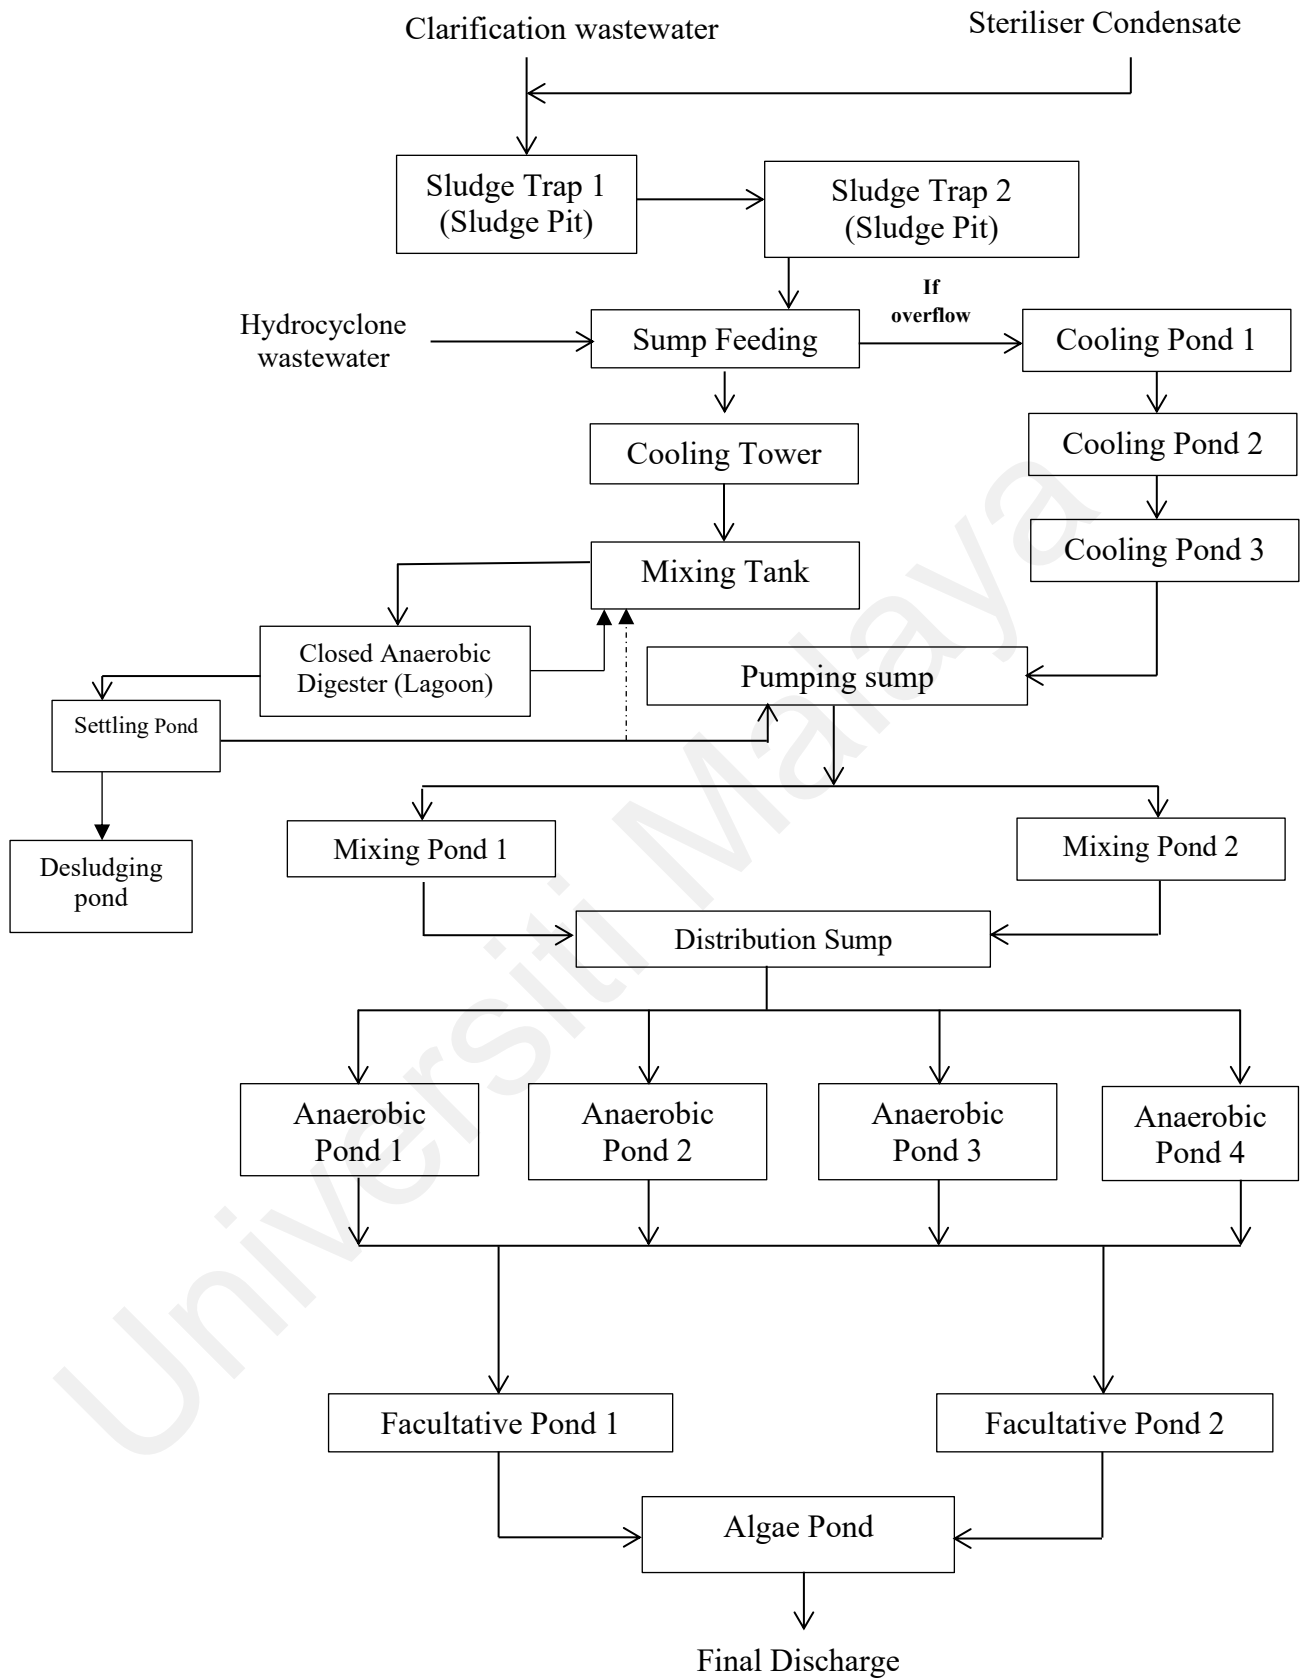 Clarification wastewater
Steriliser Condensate
Sludge Trap 1
(Sludge Pit)
Sludge Trap 2
(Sludge Pit)
If
overflow
Hydrocyclone
wastewater
Sump Feeding
Cooling Pond 1
Cooling Tower
Cooling Pond 2
Mixing Tank
Cooling Pond 3
Closed Anaerobic
Digester (Lagoon)
Pumping sump
Settling Pond
Mixing Pond 1
Mixing Pond 2
Desludging
pond
Distribution Sump
Anaerobic
Pond 1
Anaerobic
Pond 2
Anaerobic
Pond 3
Anaerobic
Pond 4
Facultative Pond 1
Facultative Pond 2
Algae Pond
Final Discharge
Universiti Malaya